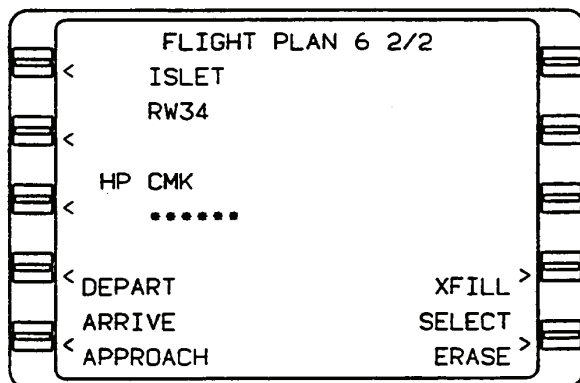 FLIGHT PLAN 6 2/2
< ISLET
RW34
<
HP CMK
< ••••••
< DEPART XFILL >
ARRIVE SELECT
< APPROACH ERASE >